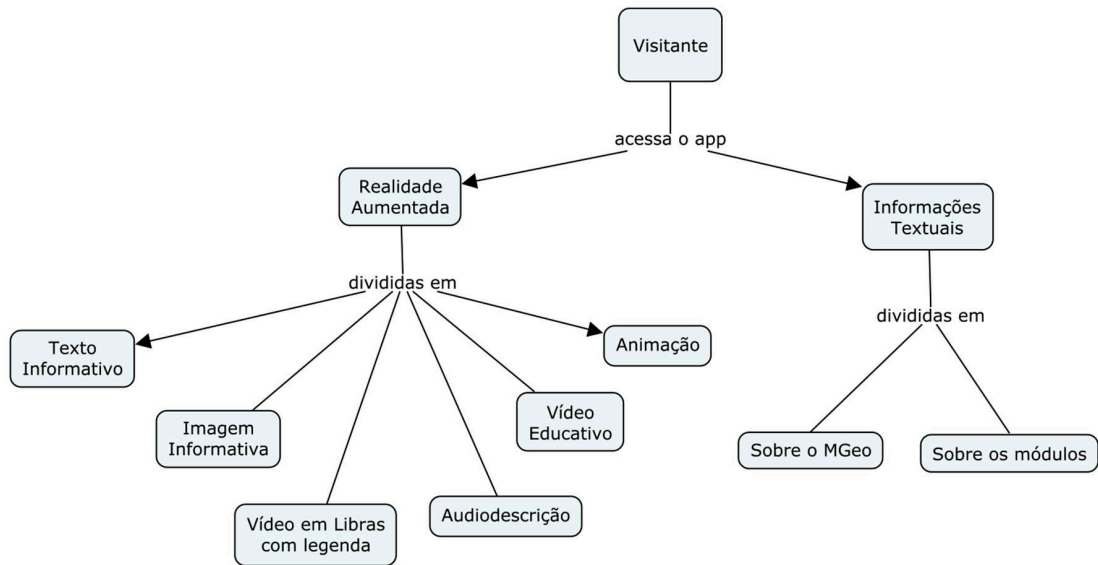 Visitante
acessa o app
Realidade
Aumentada
Informações
Textuais
divididas em
divididas em
Texto
Informativo
Animação
Imagem
Informativa
Vídeo
Educativo
Sobre o MGeo
Sobre os módulos
Vídeo em Libras
com legenda
Audiodescrição